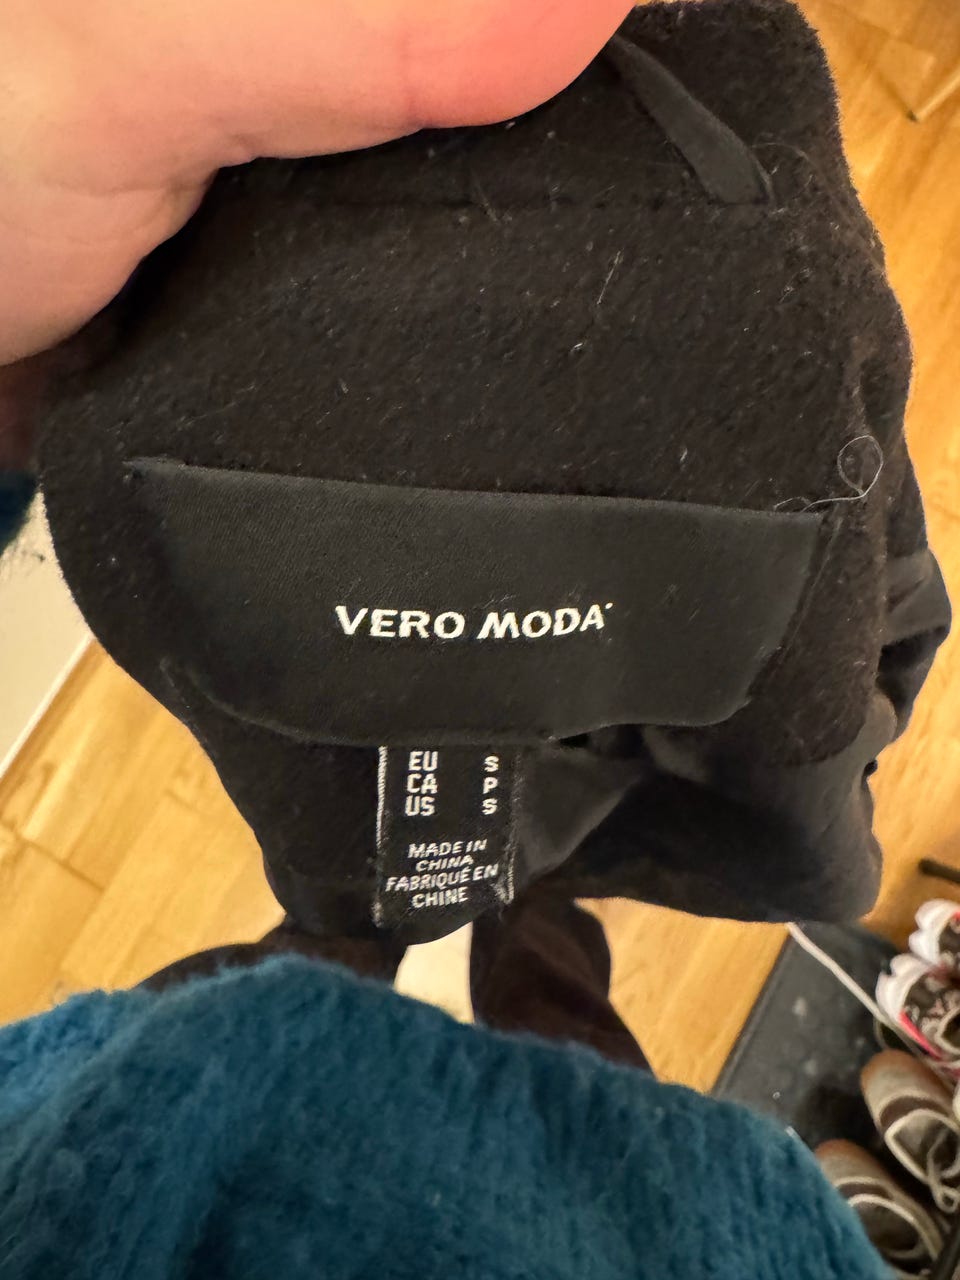 VERO MODA
EU S
CA P
US S
MADE IN
CHINA
FABRIQUÉ EN
CHINE